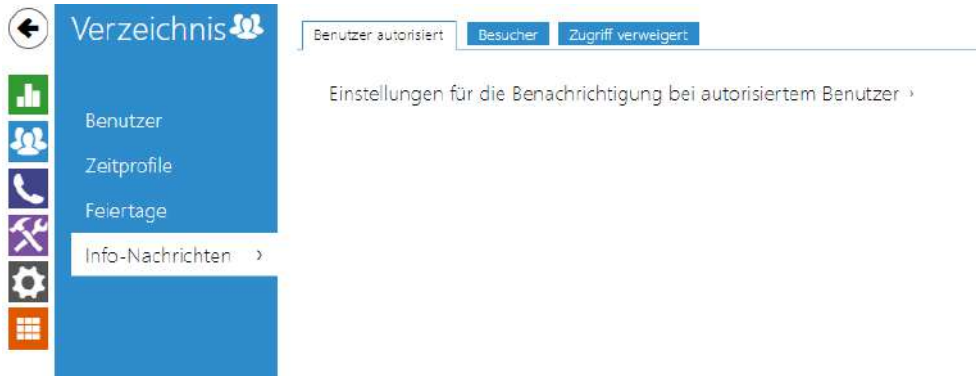 Verzeichnis
Benutzer autorisiert
Besucher
Zugriff verweigert
Einstellungen für die Benachrichtigung bei autorisiertem Benutzer ›
Benutzer
Zeitprofile
Feiertage
Info-Nachrichten ›